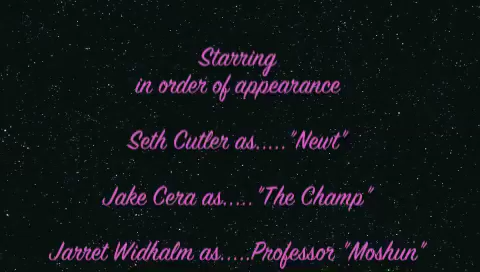 Starring
in order of appearance
Seth Cutler as....."Newt"
Jake Cera as....."The Champ"
Jarret Widhalm as.....Professor "Moshun"